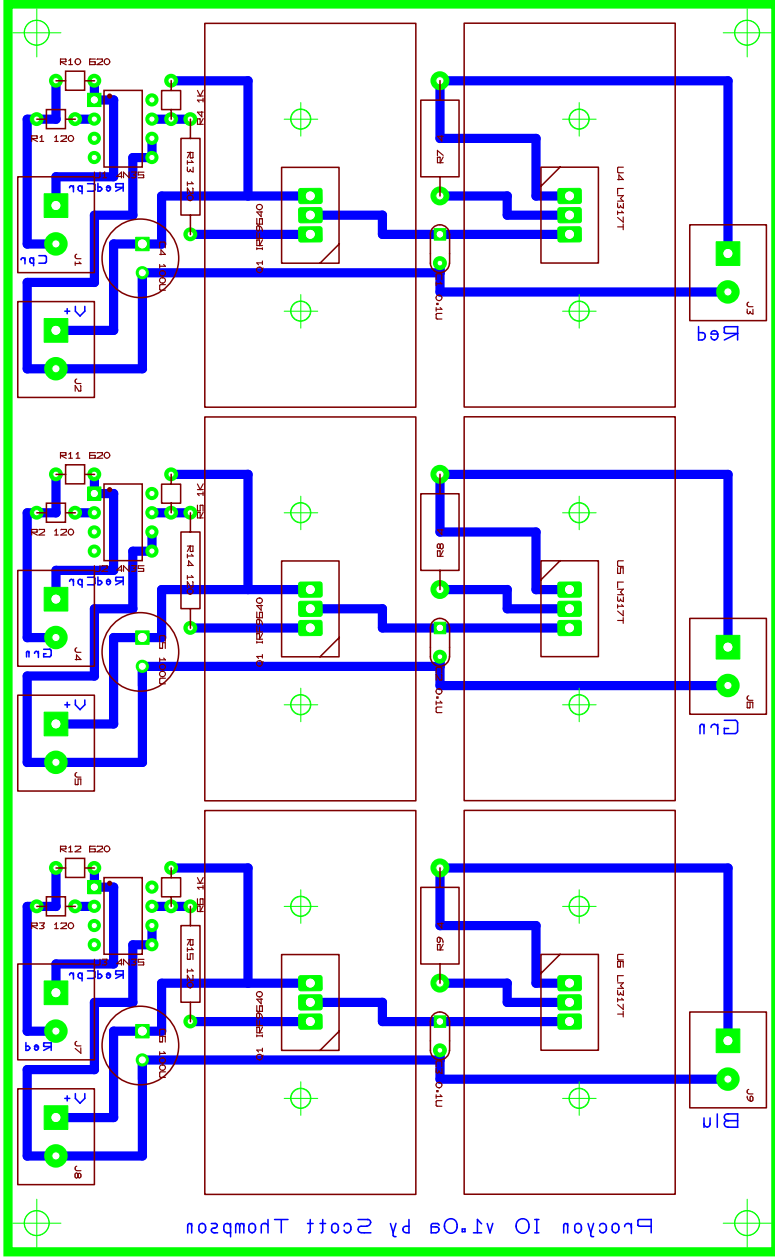 R10 620
R4 1K
R1 120
RedCpr
R13 12
R7
U4 LM317T
Cpr
J1
V+
J2
0.1U
J3
Red
R11 620
R5 1K
R2 120
RedCpr
R14 12
R8
U5 LM317T
Grn
J4
V+
J5
0.1U
J6
Grn
R12 620
R6 1K
R3 120
RedCpr
R15 12
R9
U6 LM317T
Red
J7
V+
J8
0.1U
J9
Blu
Procyon IO v1.0a by Scott Thompson